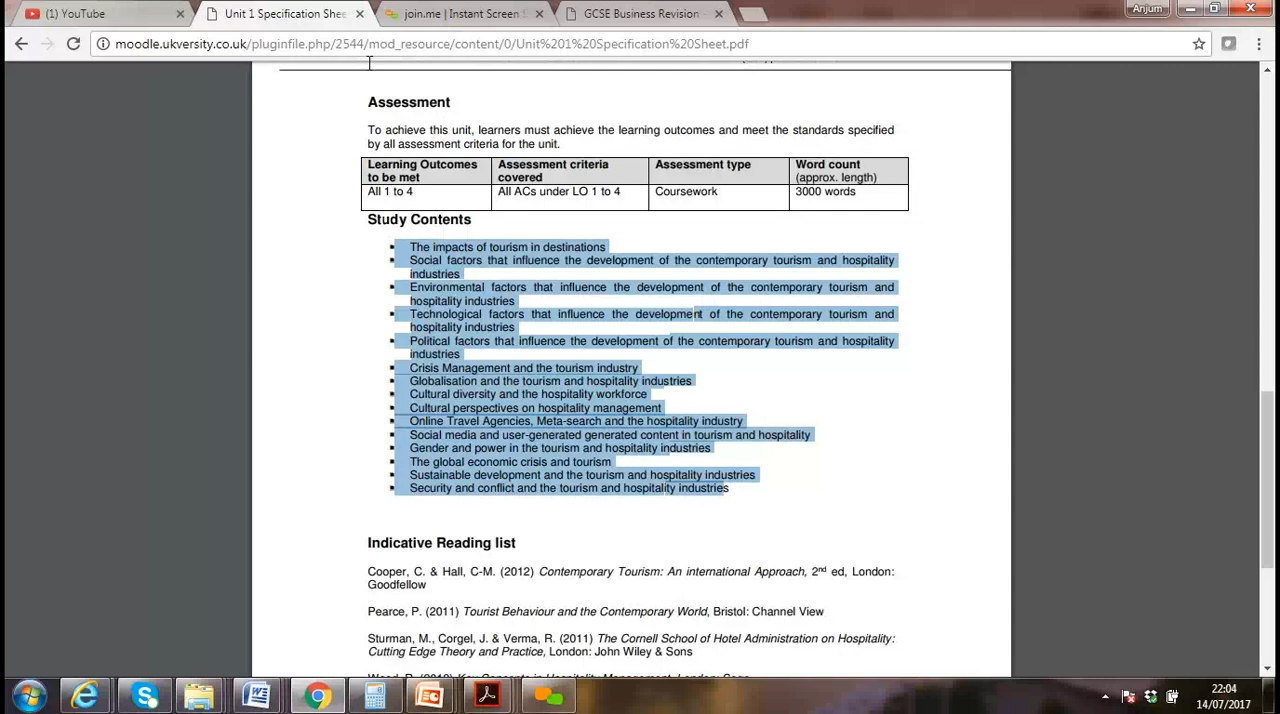 (1) YouTube
Unit 1 Specification Shee
join.me | Instant Screen S
GCSE Business Revision
Anjum
moodle.ukversity.co.uk/pluginfile.php/2544/mod_resource/content/0/Unit%201%20Specification%20Sheet.pdf
Assessment
To achieve this unit, learners must achieve the learning outcomes and meet the standards specified
by all assessment criteria for the unit.
Learning Outcomes to be met
Assessment criteria covered
Assessment type
Word count (approx. length)
All 1 to 4
All ACs under LO 1 to 4
Coursework
3000 words
Study Contents
The impacts of tourism in destinations
Social factors that influence the development of the contemporary tourism and hospitality
industries
Environmental factors that influence the development of the contemporary tourism and
hospitality industries
Technological factors that influence the development of the contemporary tourism and
hospitality industries
Political factors that influence the development of the contemporary tourism and hospitality
industries
Crisis Management and the tourism industry
Globalisation and the tourism and hospitality industries
Cultural diversity and the hospitality workforce
Cultural perspectives on hospitality management
Online Travel Agencies, Meta-search and the hospitality industry
Social media and user-generated generated content in tourism and hospitality
Gender and power in the tourism and hospitality industries
The global economic crisis and tourism
Sustainable development and the tourism and hospitality industries
Security and conflict and the tourism and hospitality industries
Indicative Reading list
Cooper, C. & Hall, C-M. (2012) Contemporary Tourism: An international Approach, 2nd ed, London:
Goodfellow
Pearce, P. (2011) Tourist Behaviour and the Contemporary World, Bristol: Channel View
Sturman, M., Corgel, J. & Verma, R. (2011) The Cornell School of Hotel Administration on Hospitality:
Cutting Edge Theory and Practice, London: John Wiley & Sons
22:04
14/07/2017